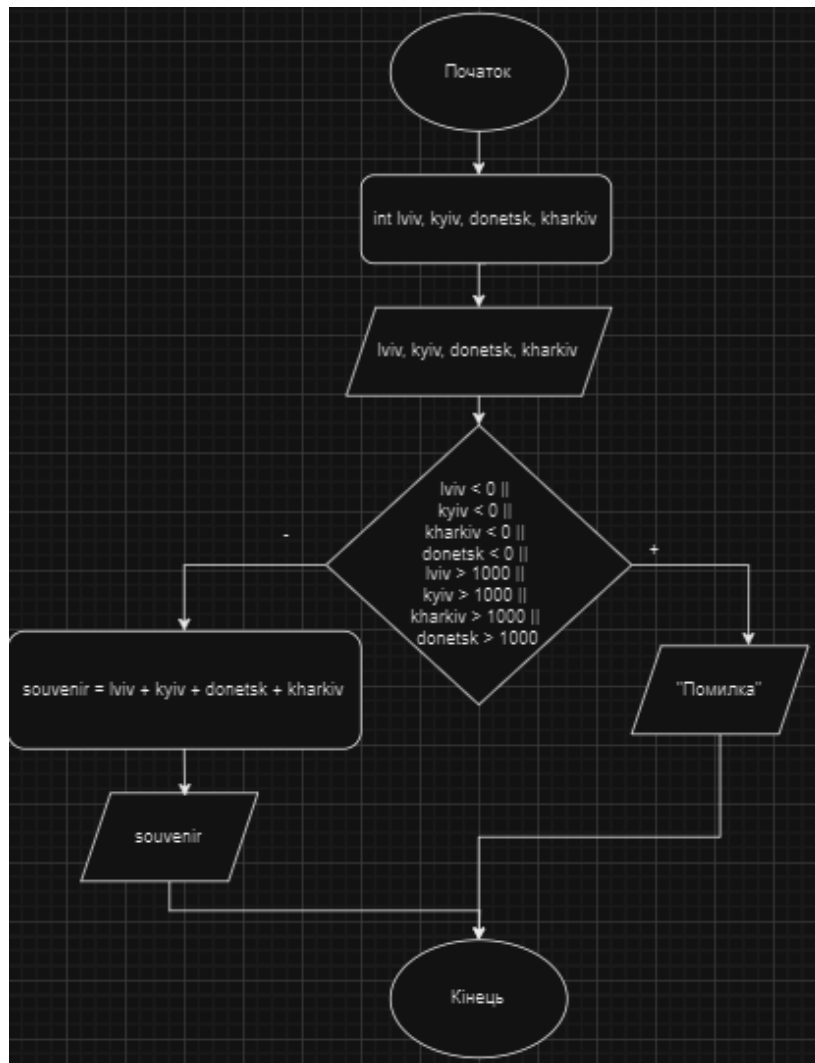 Початок
int lviv, kyiv, donetsk, kharkiv
lviv, kyiv, donetsk, kharkiv
lviv < 0 ||
kyiv < 0 ||
kharkiv < 0 ||
donetsk < 0 ||
lviv > 1000 ||
kyiv > 1000 ||
kharkiv > 1000 ||
donetsk > 1000
-
+
souvenir = lviv + kyiv + donetsk + kharkiv
"Помилка"
souvenir
Кінець